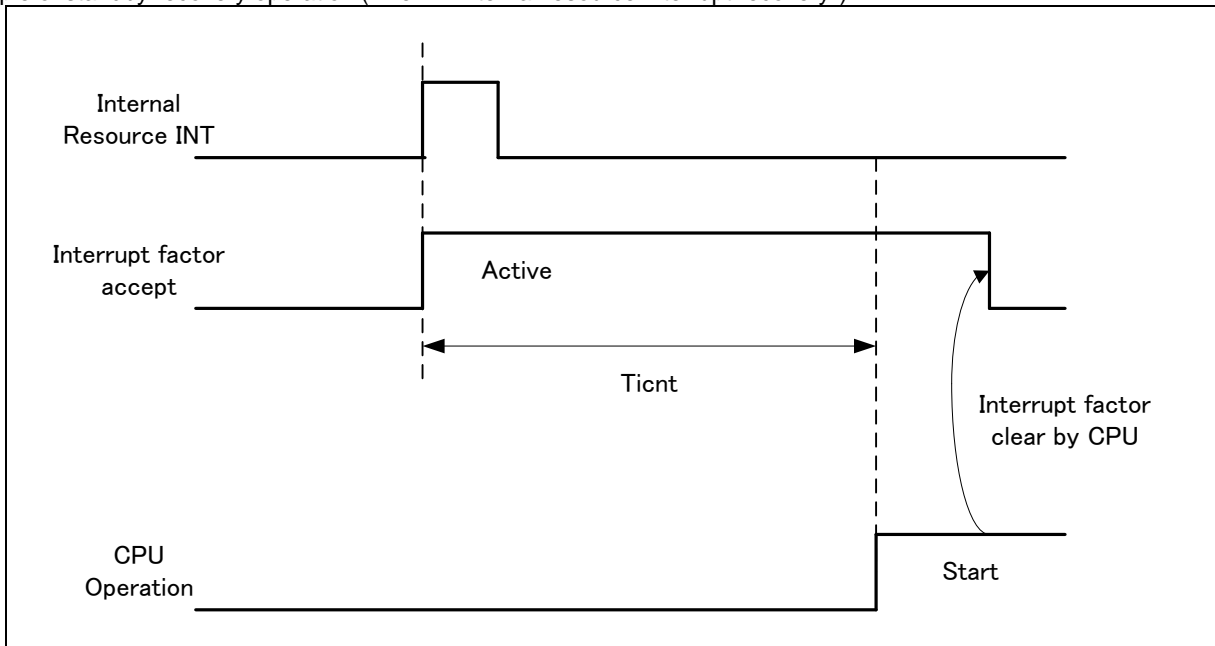 Internal
Resource INT
Interrupt factor
accept
Active
Ticnt
Interrupt factor
clear by CPU
CPU
Operation
Start